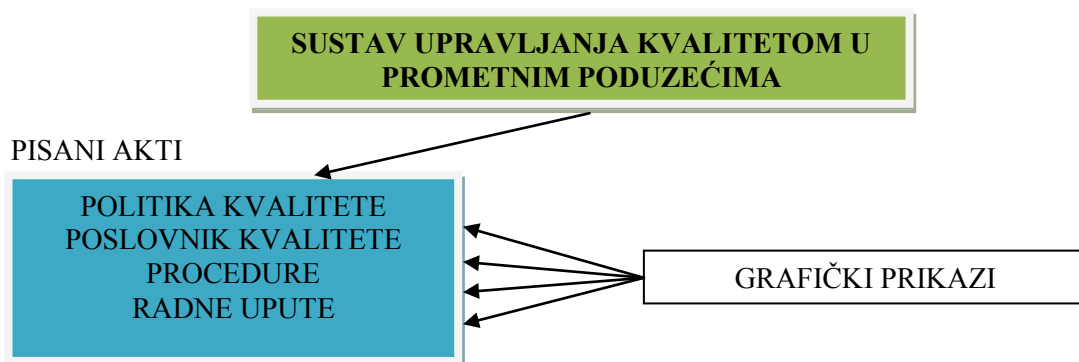 SUSTAV UPRAVLJANJA KVALITETOM U
PROMETNIM PODUZEĆIMA
PISANI AKTI
POLITIKA KVALITETE
POSLOVNIK KVALITETE
PROCEDURE
RADNE UPUTE
GRAFIČKI PRIKAZI